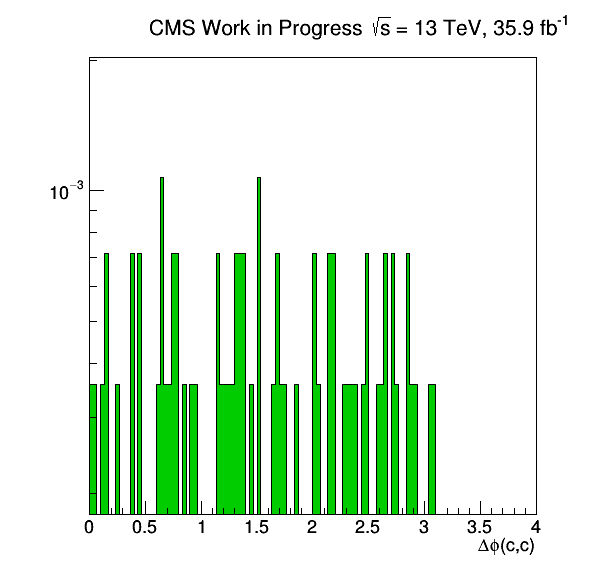 CMS Work in Progress √s = 13 TeV, 35.9 fb⁻¹
10⁻³
0 0.5 1 1.5 2 2.5 3 3.5 4
Δϕ(c,c)